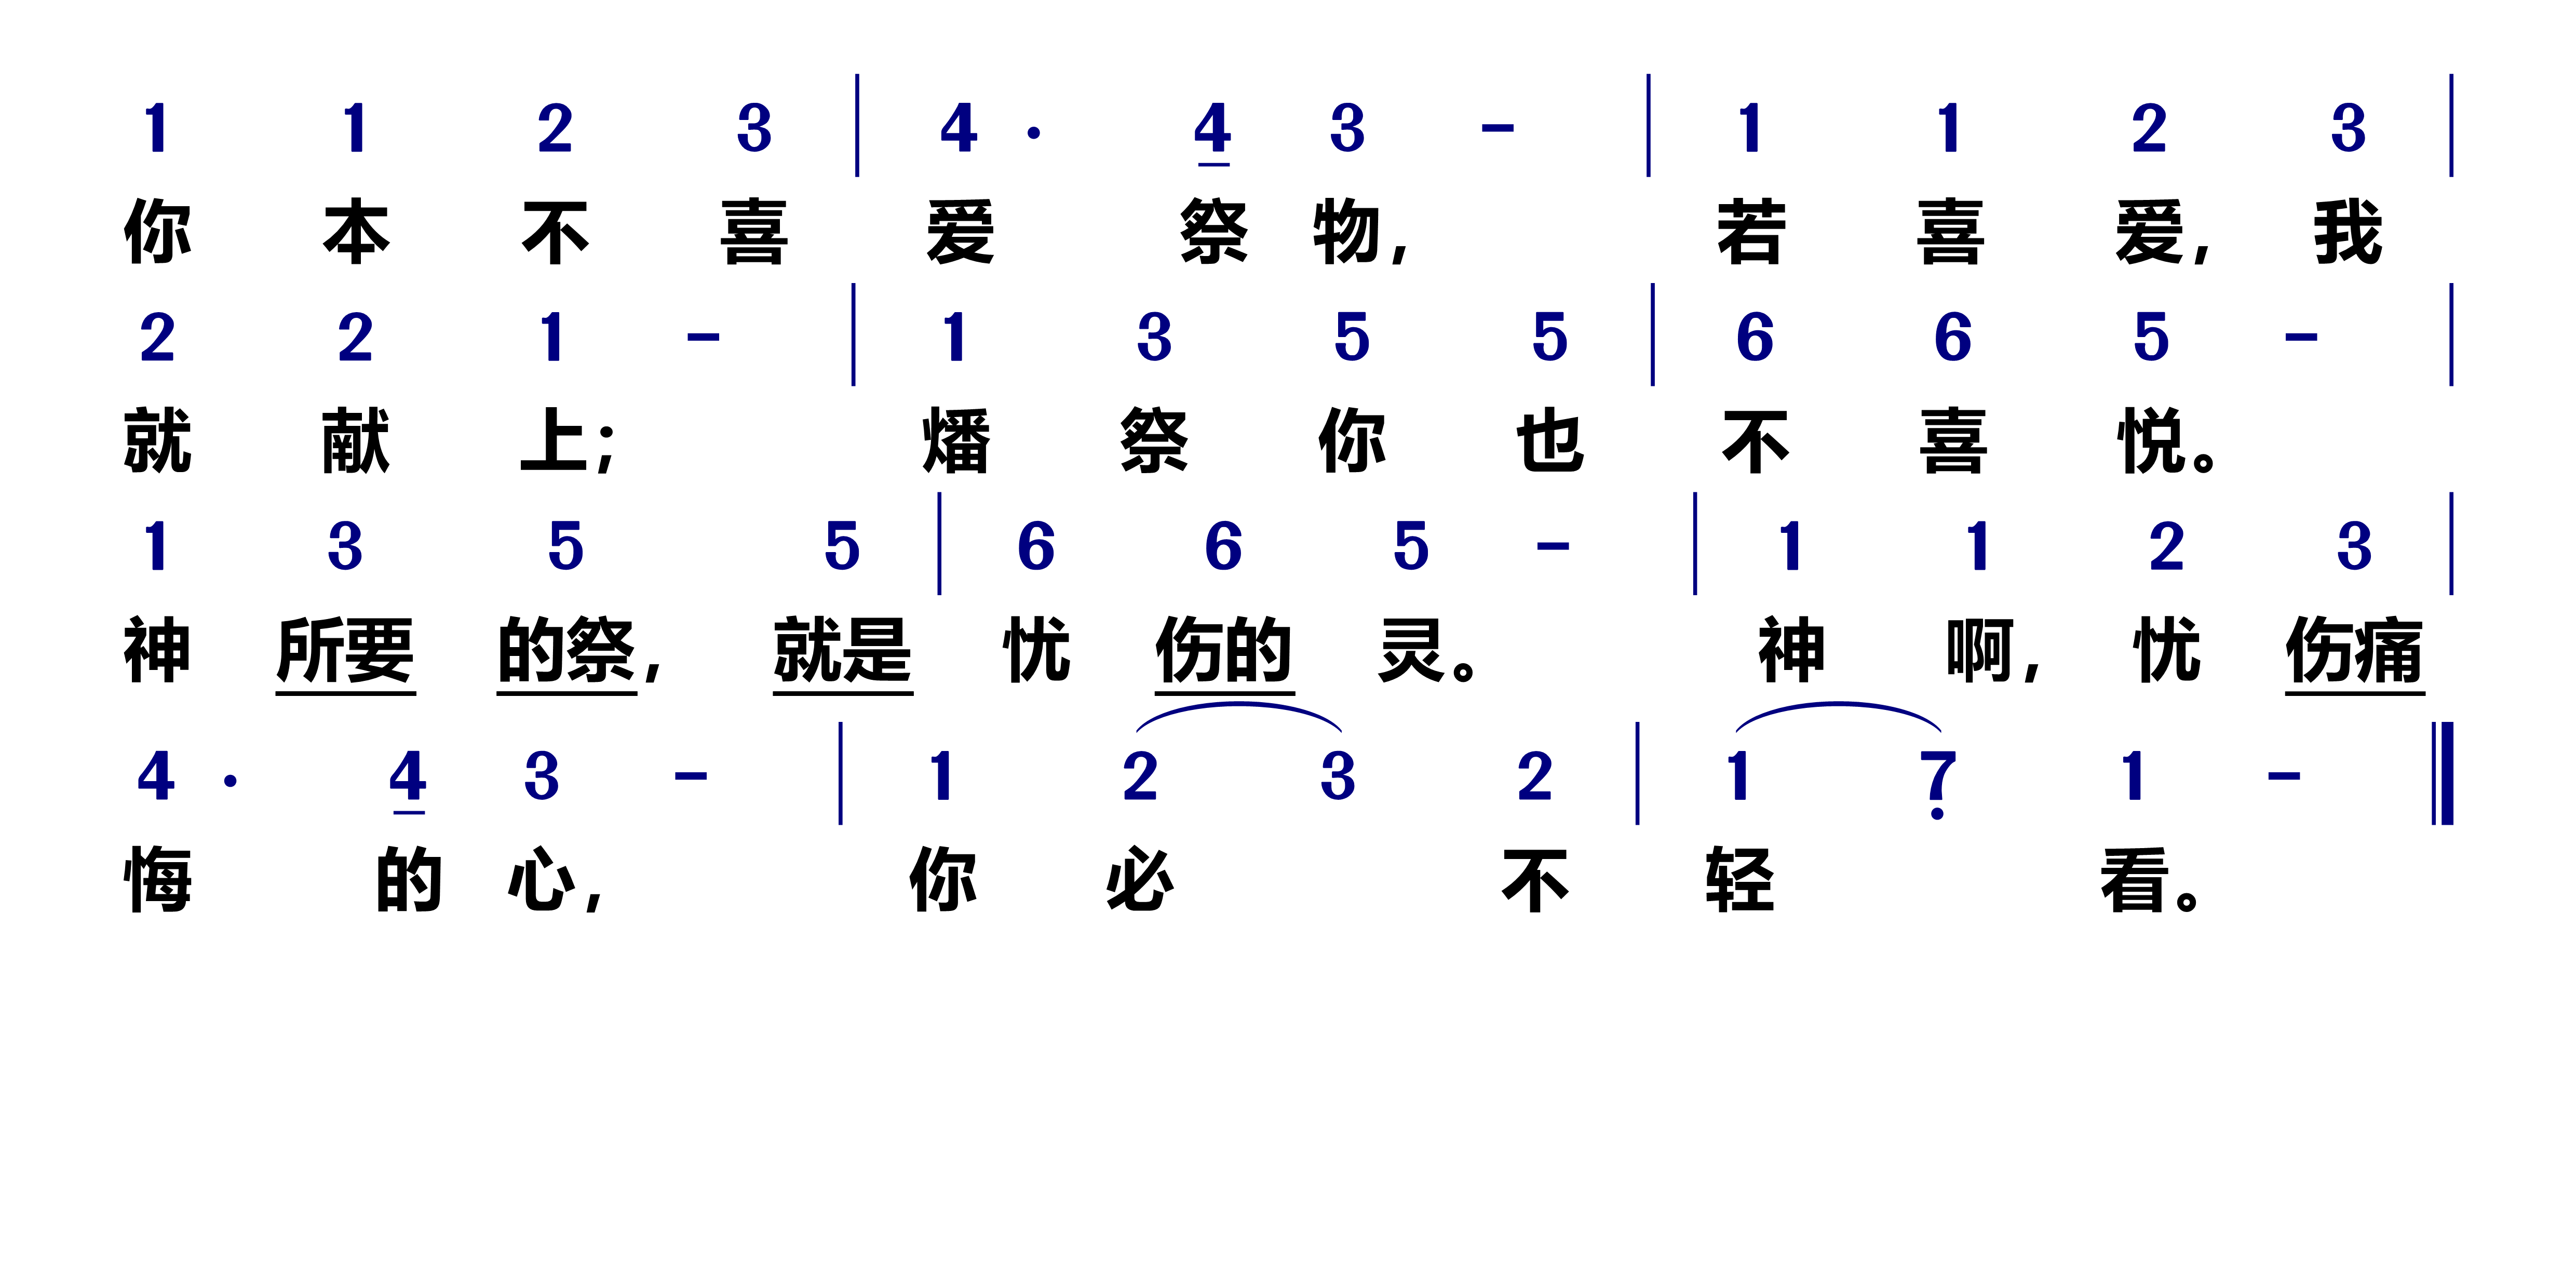 1 1 2 3 | 4 · 4 3 - | 1 1 2 3 |
你 本 不 喜 爱 祭 物, 若 喜 爱, 我
2 2 1 - | 1 3 5 5 | 6 6 5 - |
就 献 上; 燔 祭 你 也 不 喜 悦。
1 3 5 5 | 6 6 5 - | 1 1 2 3 |
神 所要 的祭, 就是 忧 伤的 灵。 神 啊, 忧 伤痛
4 · 4 3 - | 1 2 3 2 | 1 7 1 - ‖
悔 的 心, 你 必 不 轻 看。